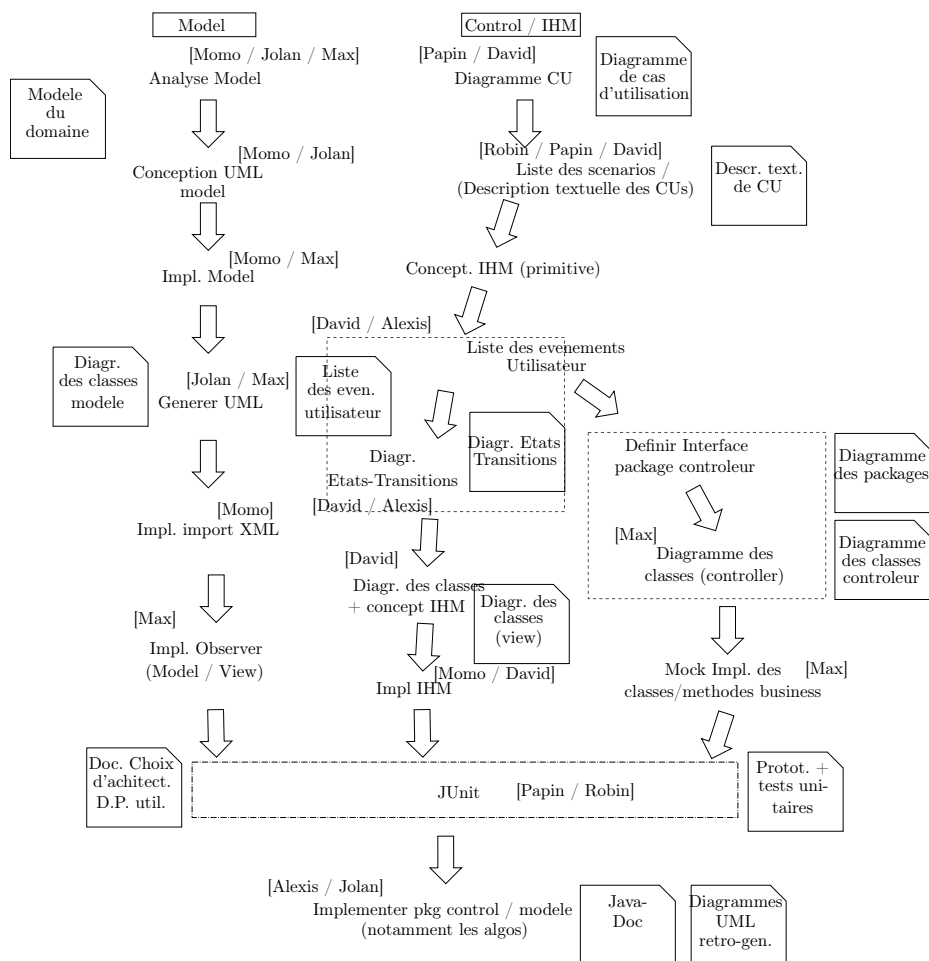 Model
Control / IHM
[Momo / Jolan / Max]
Analyse Model
[Papin / David]
Diagramme CU
Diagramme
de cas
d'utilisation
Modele
du
domaine
[Momo / Jolan]
Conception UML
model
[Robin / Papin / David]
Liste des scenarios /
(Description textuelle des CUs)
Descr. text.
de CU
[Momo / Max]
Impl. Model
Concept. IHM (primitive)
[David / Alexis]
Liste des evenements
Utilisateur
Diagr.
des classes
modele
[Jolan / Max]
Generer UML
Liste
des even.
utilisateur
Diagr. Etats
Transitions
Diagr.
Etats-Transitions
[David / Alexis]
Definir Interface
package controleur
Diagramme
des packages
[Momo]
Impl. import XML
[David]
Diagr. des classes
+ concept IHM
Diagr. des
classes
(view)
[Max]
Diagramme des
classes (controller)
Diagramme
des classes
controleur
[Max]
Impl. Observer
(Model / View)
[Momo / David]
Impl IHM
Mock Impl. des
classes/methodes business
[Max]
Doc. Choix
d'achitect.
D.P. util.
JUnit
[Papin / Robin]
Protot. +
tests uni-
taires
[Alexis / Jolan]
Implementer pkg control / modele
(notamment les algos)
Java-
Doc
Diagrammes
UML
retro-gen.